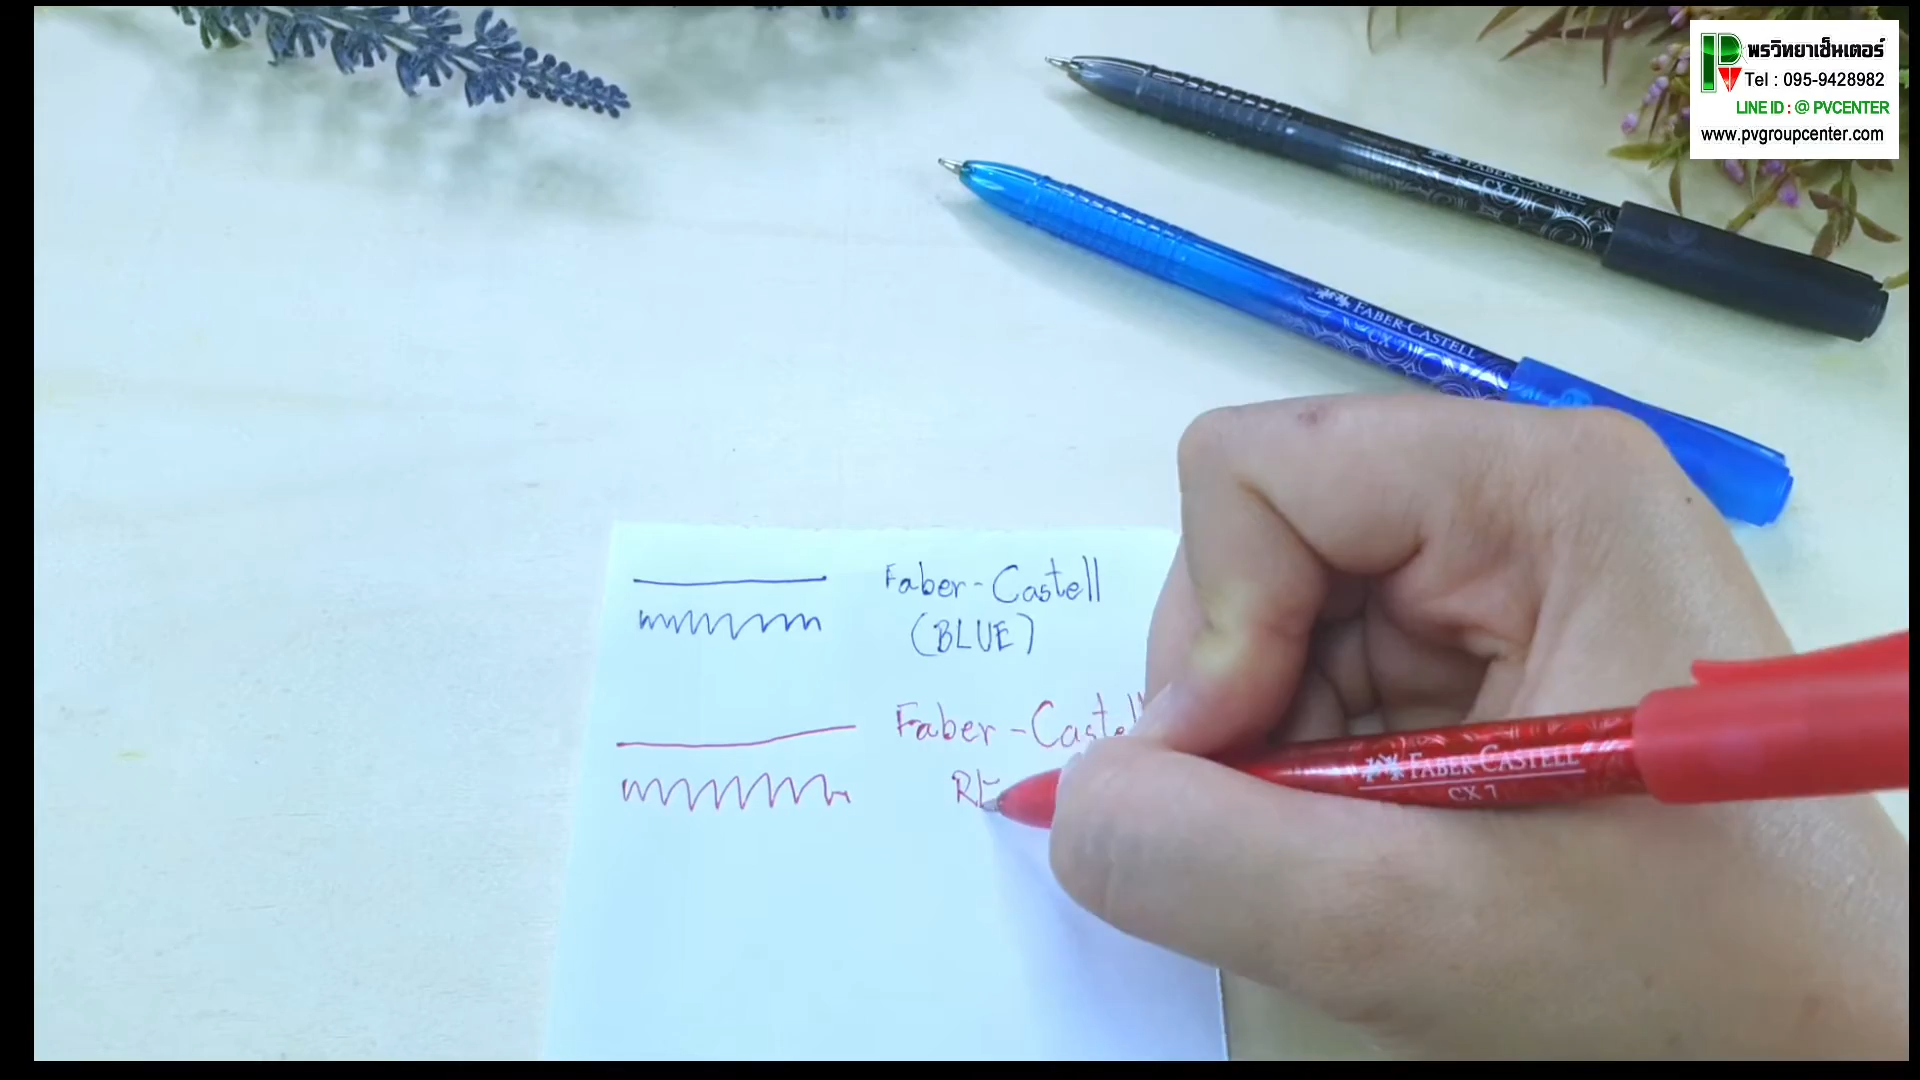 พรวิทยาเซ็นเตอร์
Tel : 095-9428982
LINE ID : @ PVCENTER
www.pvgroupcenter.com
FABER-CASTELL
CX 7
FABER-CASTELL
CX 7
Faber-Castell
(BLUE)
Faber-Castell
RE
FABER-CASTELL
CX 7